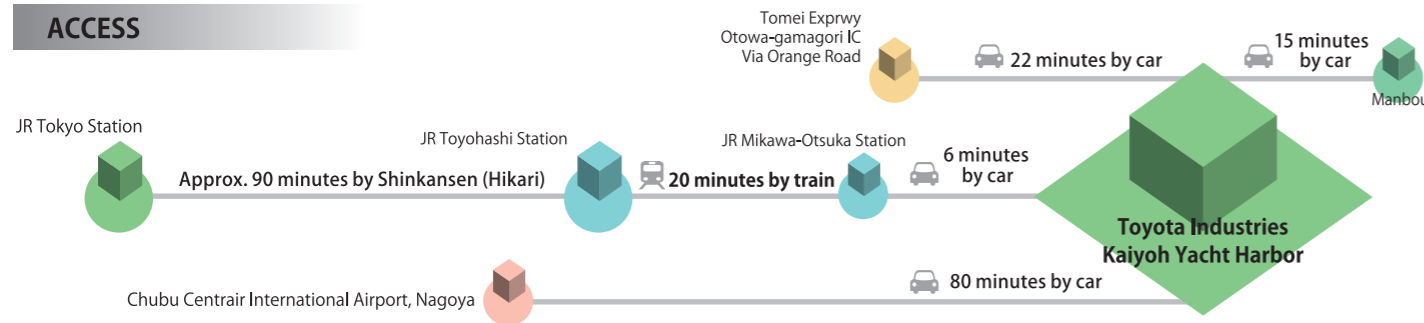 ACCESS
Tomei Exprwy
Otowa-gamagori IC
Via Orange Road
22 minutes by car
15 minutes
by car
Manbou
JR Tokyo Station
Approx. 90 minutes by Shinkansen (Hikari)
JR Toyohashi Station
20 minutes by train
JR Mikawa-Otsuka Station
6 minutes
by car
Toyota Industries
Kaiyoh Yacht Harbor
Chubu Centrair International Airport, Nagoya
80 minutes by car